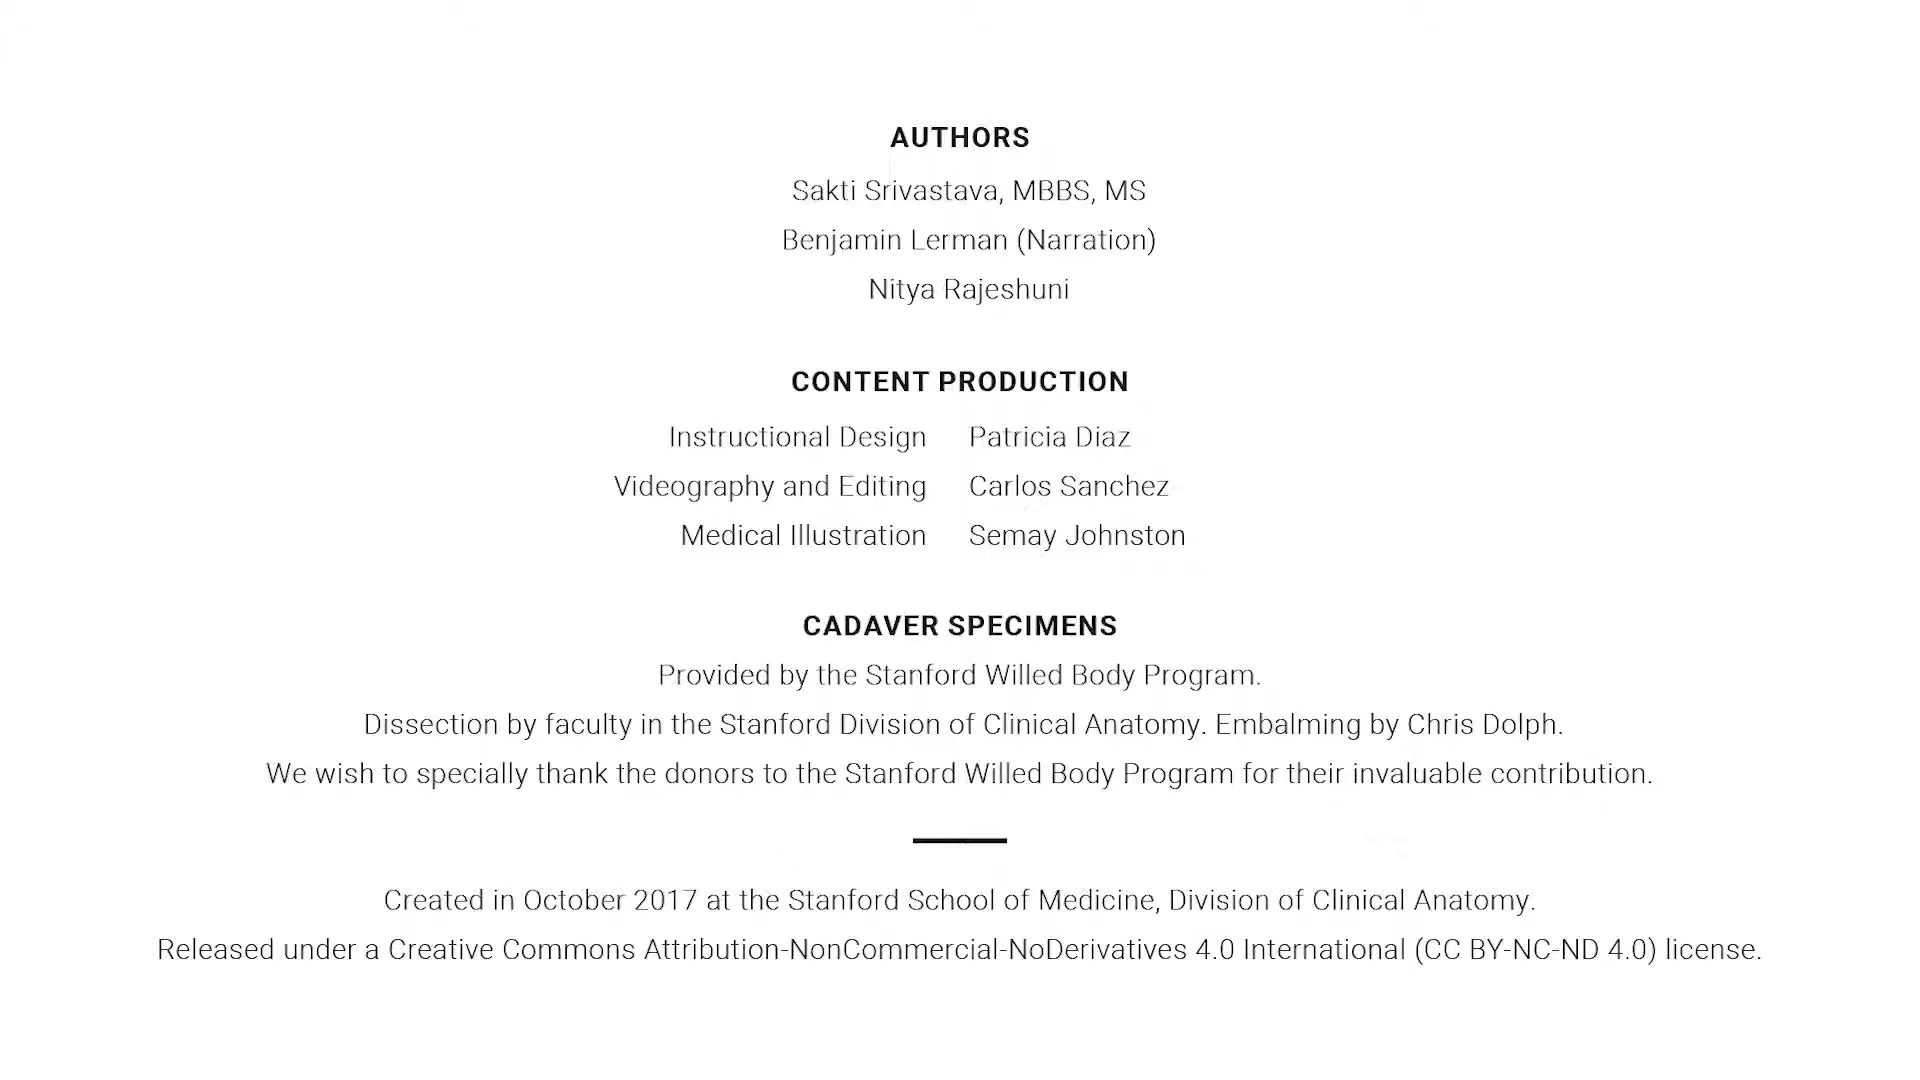 AUTHORS
Sakti Srivastava, MBBS, MS
Benjamin Lerman (Narration)
Nitya Rajeshuni
CONTENT PRODUCTION
Instructional Design Patricia Diaz
Videography and Editing Carlos Sanchez
Medical Illustration Semay Johnston
CADAVER SPECIMENS
Provided by the Stanford Willed Body Program.
Dissection by faculty in the Stanford Division of Clinical Anatomy. Embalming by Chris Dolph.
We wish to specially thank the donors to the Stanford Willed Body Program for their invaluable contribution.
Created in October 2017 at the Stanford School of Medicine, Division of Clinical Anatomy.
Released under a Creative Commons Attribution-NonCommercial-NoDerivatives 4.0 International (CC BY-NC-ND 4.0) license.